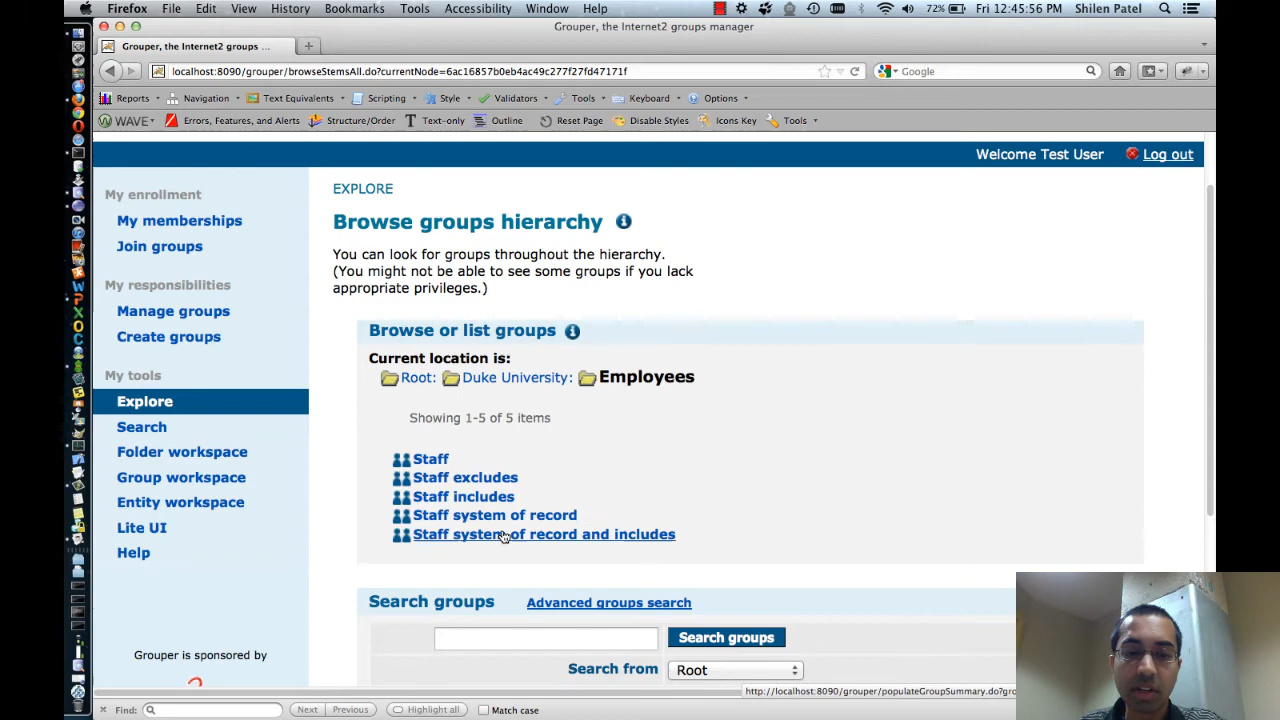 Firefox File Edit View History Bookmarks Tools Accessibility Window Help 72% Fri 12:45:56 PM Shilen Patel
Grouper, the Internet2 groups manager
Grouper, the Internet2 groups ...
localhost:8090/grouper/browseStemsAll.do?currentNode=6ac16857b0eb4ac49c277f27fd47171f
Google
Reports Navigation Text Equivalents Scripting Style Validators Tools Keyboard Options
WAVE Errors, Features, and Alerts Structure/Order Text-only Outline Reset Page Disable Styles Icons Key Tools
Welcome Test User Log out
My enrollment
My memberships
Join groups
My responsibilities
Manage groups
Create groups
My tools
Explore
Search
Folder workspace
Group workspace
Entity workspace
Lite UI
Help
Grouper is sponsored by
EXPLORE
Browse groups hierarchy
You can look for groups throughout the hierarchy.
(You might not be able to see some groups if you lack
appropriate privileges.)
Browse or list groups
Current location is:
Root: Duke University: Employees
Showing 1-5 of 5 items
Staff
Staff excludes
Staff includes
Staff system of record
Staff system of record and includes
Search groups Advanced groups search
Search groups
Search from Root
http://localhost:8090/grouper/populateGroupSummary.do?gro
Find: Next Previous Highlight all Match case